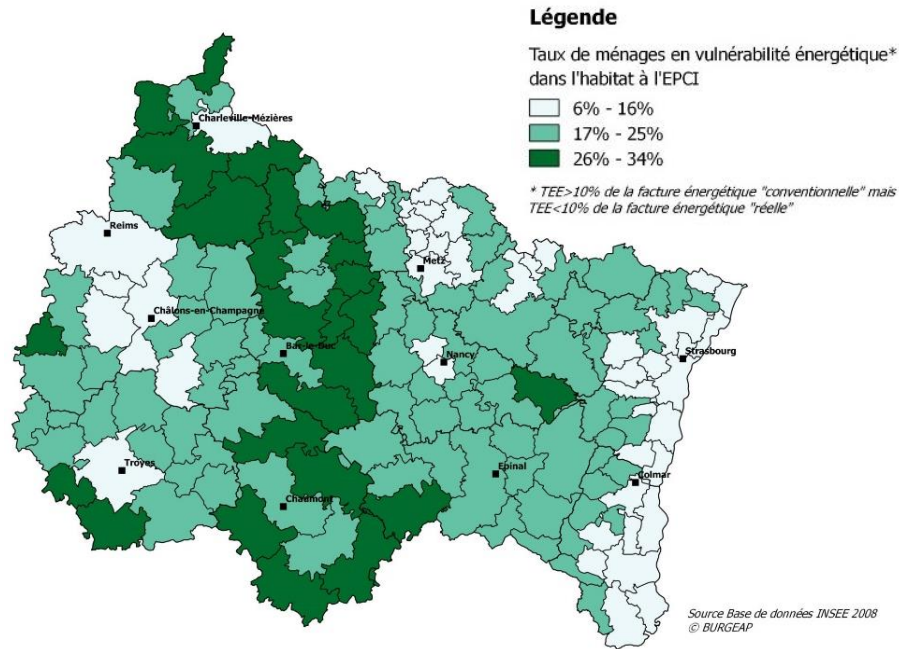 Légende
Taux de ménages en vulnérabilité énergétique*
dans l'habitat à l'EPCI
6% - 16%
17% - 25%
26% - 34%
* TEE>10% de la facture énergétique "conventionnelle" mais
TEE<10% de la facture énergétique "réelle"
Charleville-Mézières
Reims
Metz
Châlons-en-Champagne
Bar-le-Duc
Nancy
Strasbourg
Troyes
Epinal
Colmar
Chaumont
Source Base de données INSEE 2008
© BURGEAP